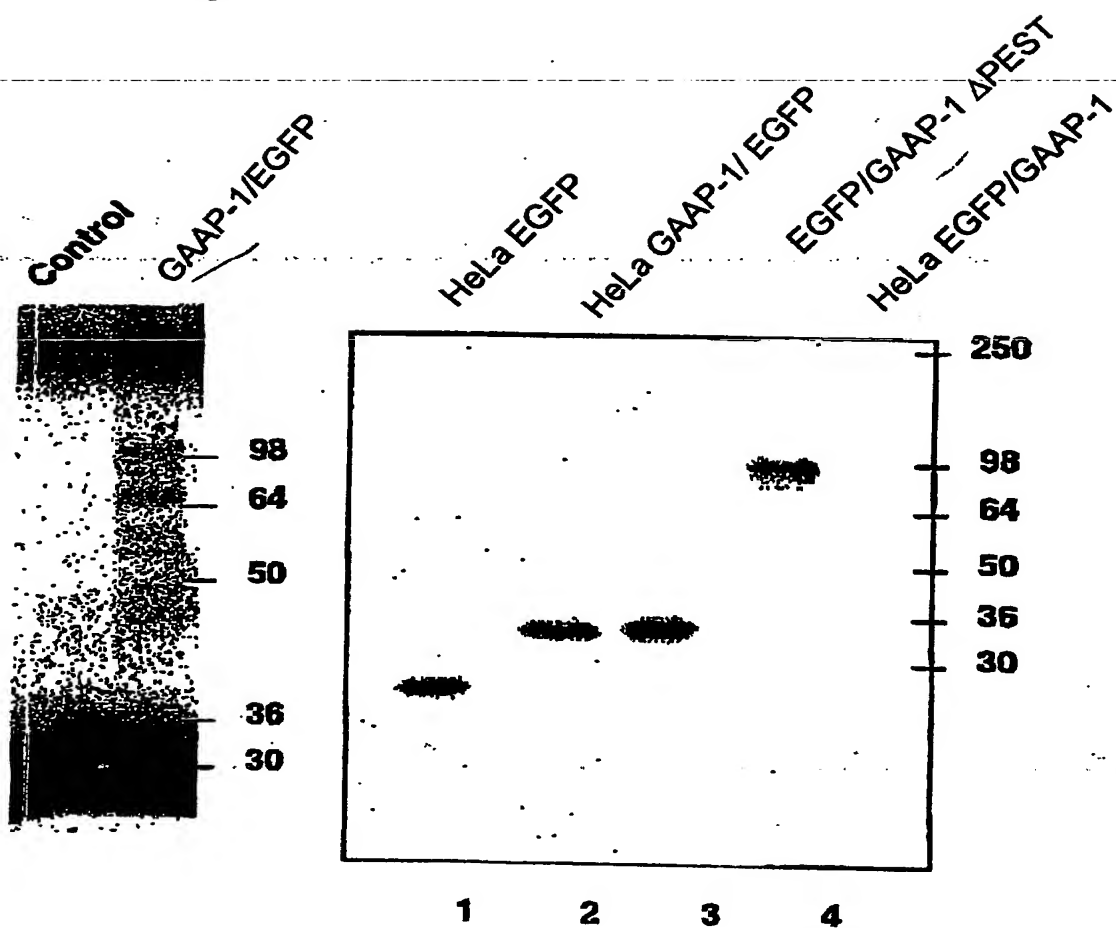 Control
GAAP-1/EGFP
98
64
50
36
30
HeLa EGFP
HeLa GAAP-1/ EGFP
EGFP/GAAP-1 ΔPEST
HeLa EGFP/GAAP-1
250
98
64
50
36
30
1 2 3 4